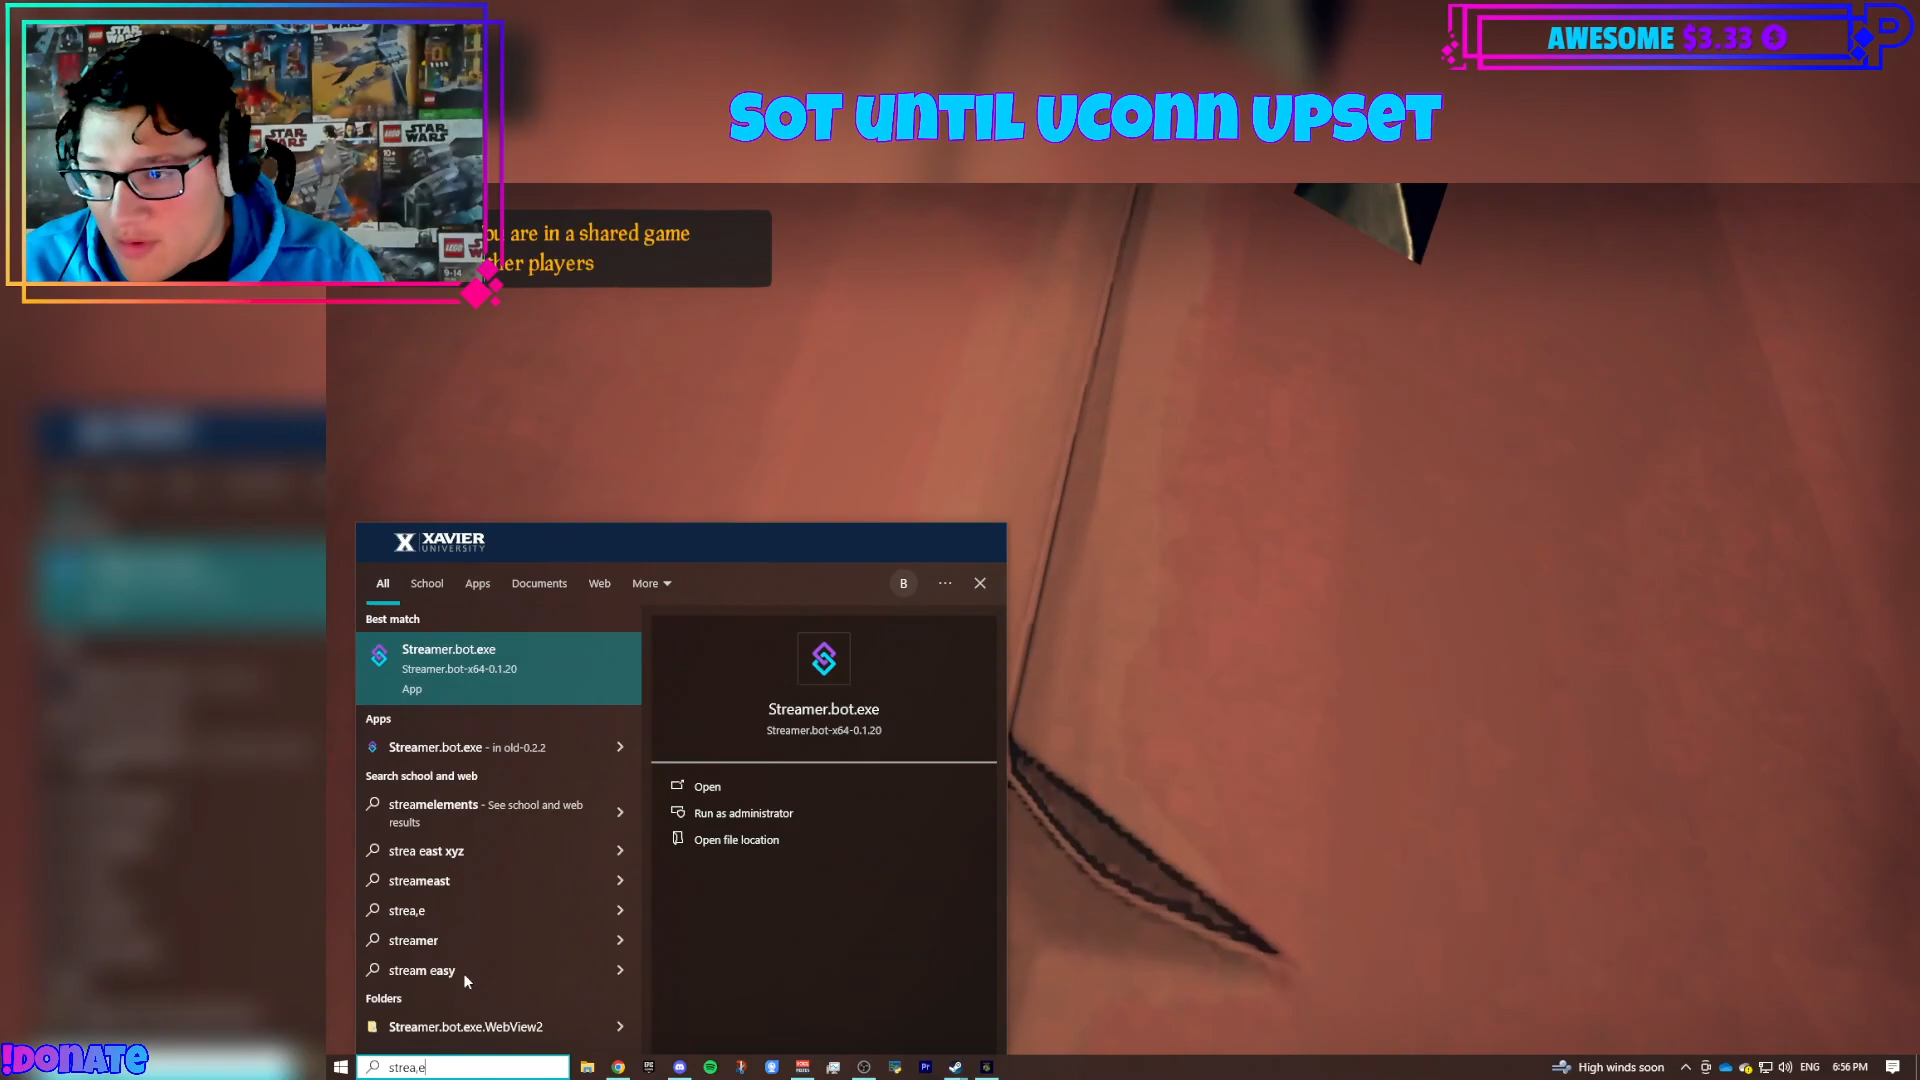 AWESOME $3.33
SOT UNTIL UCONN UPSET
ou are in a shared game
her players
X XAVIER
UNIVERSITY
All School Apps Documents Web More B
Best match
Streamer.bot.exe
Streamer.bot-x64-0.1.20
App
Apps
Streamer.bot.exe - in old-0.2.2
Search school and web
streamelements - See school and web
results
strea east xyz
streameast
strea,e
streamer
stream easy
Folders
Streamer.bot.exe.WebView2
Streamer.bot.exe
Streamer.bot-x64-0.1.20
Open
Run as administrator
Open file location
!DONATE
strea,e
High winds soon ENG 6:56 PM